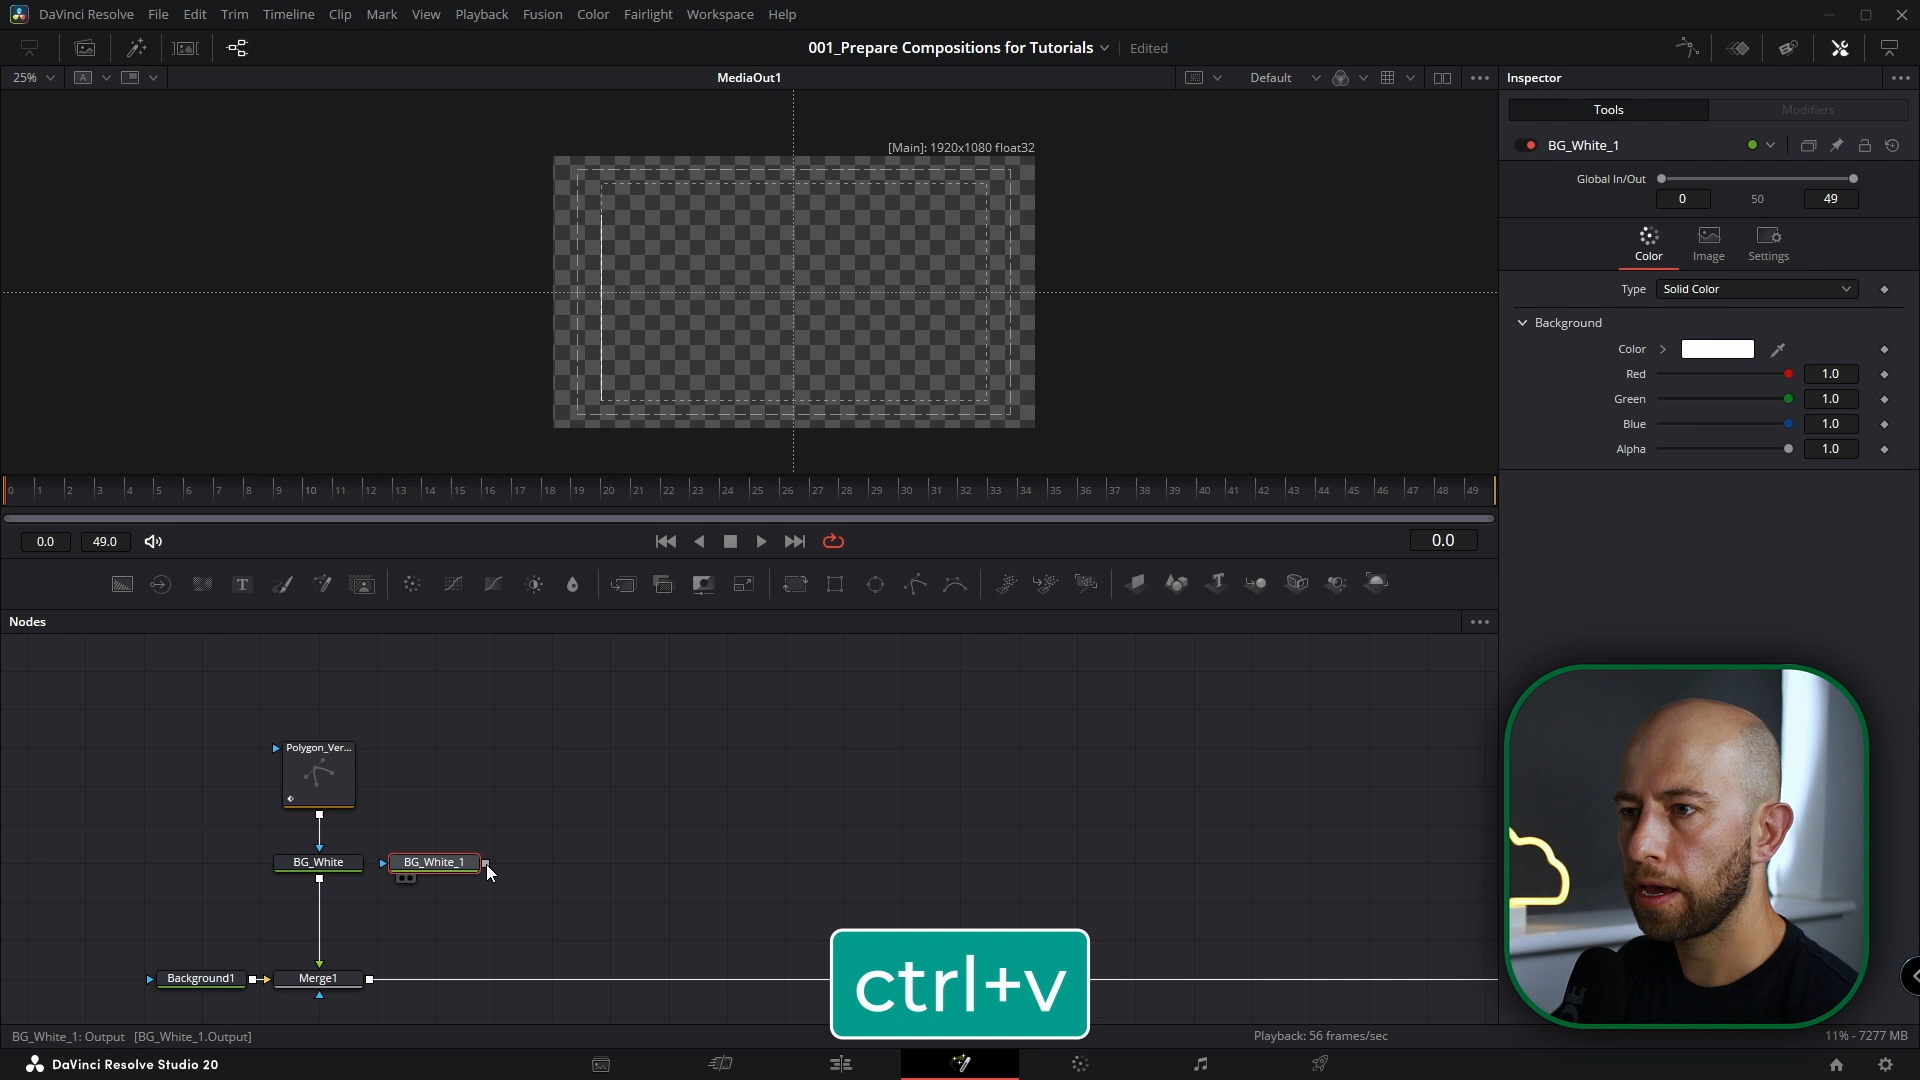 DaVinci Resolve File Edit Trim Timeline Clip Mark View Playback Fusion Color Fairlight Workspace Help
001_Prepare Compositions for Tutorials Edited
25% A MediaOut1 Default Inspector
Tools Modifiers
[Main]: 1920x1080 float32
BG_White_1
Global In/Out
0 50 49
Color Image Settings
Type Solid Color
Background
Color
Red 1.0
Green 1.0
Blue 1.0
Alpha 1.0
0 1 2 3 4 5 6 7 8 9 10 11 12 13 14 15 16 17 18 19 20 21 22 23 24 25 26 27 28 29 30 31 32 33 34 35 36 37 38 39 40 41 42 43 44 45 46 47 48 49
0.0 49.0 0.0
Nodes
Polygon_Ver...
BG_White BG_White_1
Background1 Merge1
ctrl+v
BG_White_1: Output [BG_White_1.Output] Playback: 56 frames/sec 11% - 7277 MB
DaVinci Resolve Studio 20